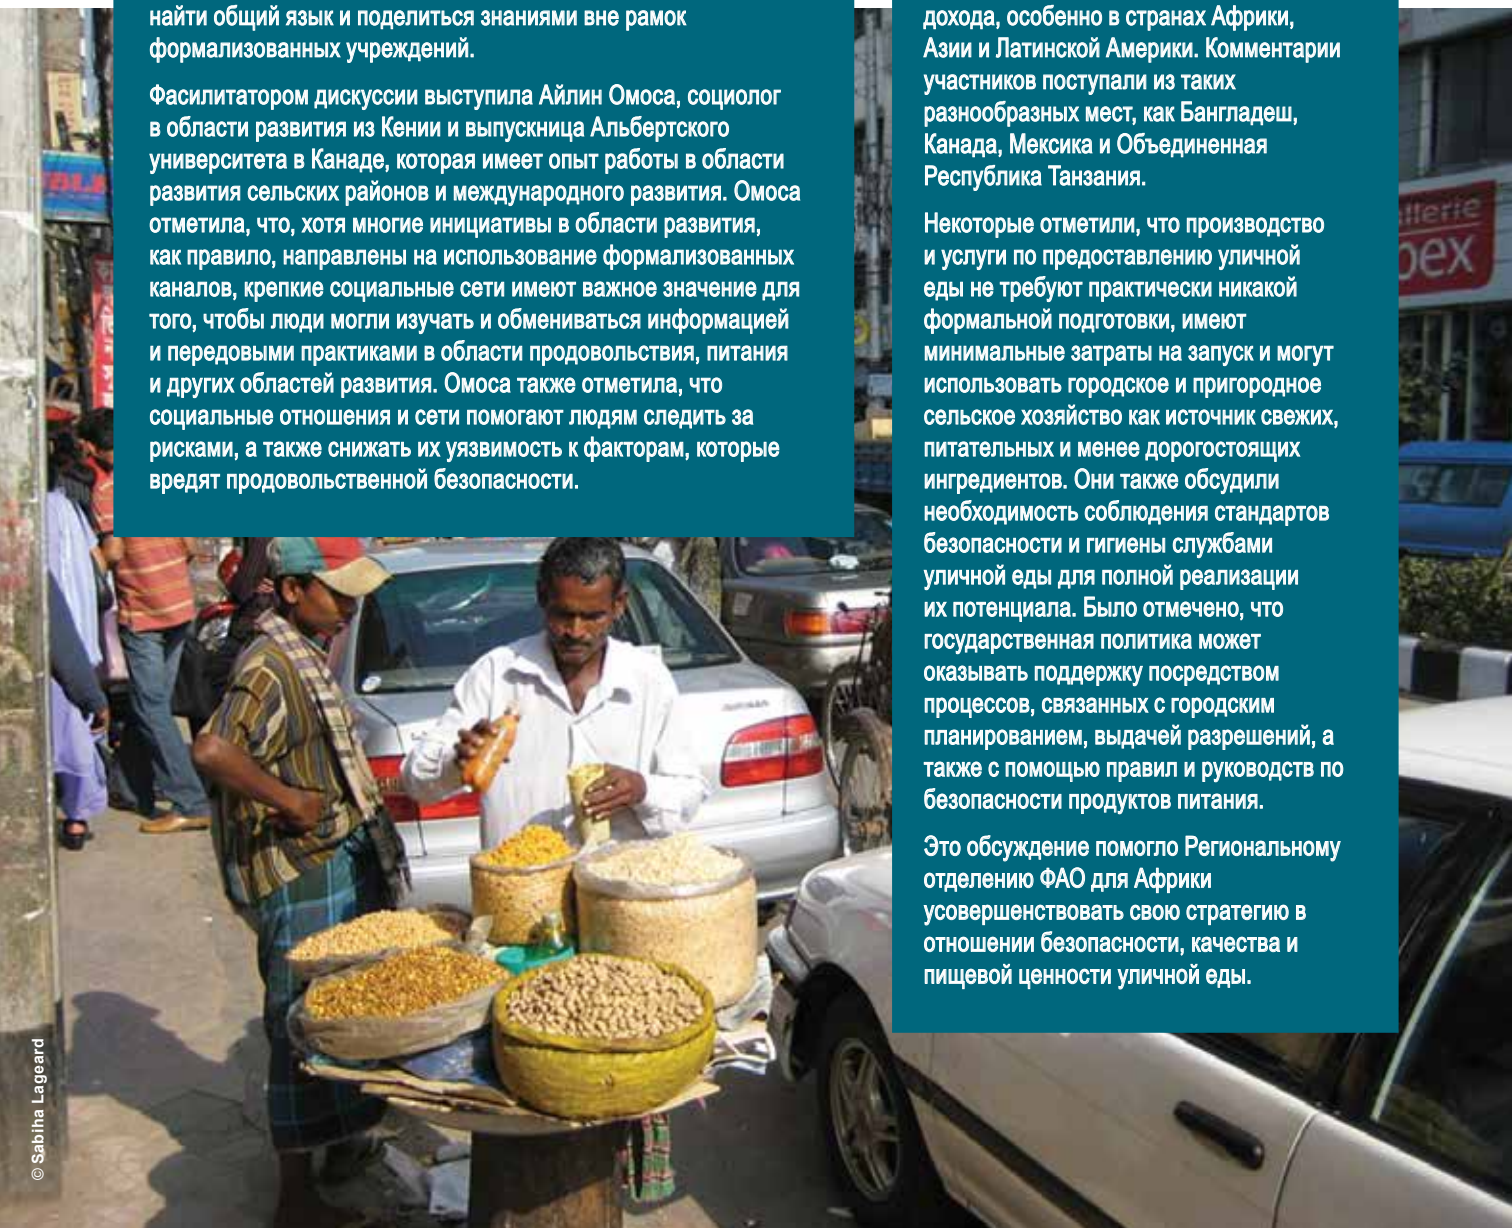 найти общий язык и поделиться знаниями вне рамок
формализованных учреждений.
Фасилитатором дискуссии выступила Айлин Омоса, социолог
в области развития из Кении и выпускница Альбертского
университета в Канаде, которая имеет опыт работы в области
развития сельских районов и международного развития. Омоса
отметила, что, хотя многие инициативы в области развития,
как правило, направлены на использование формализованных
каналов, крепкие социальные сети имеют важное значение для
того, чтобы люди могли изучать и обмениваться информацией
и передовыми практиками в области продовольствия, питания
и других областей развития. Омоса также отметила, что
социальные отношения и сети помогают людям следить за
рисками, а также снижать их уязвимость к факторам, которые
вредят продовольственной безопасности.
дохода, особенно в странах Африки,
Азии и Латинской Америки. Комментарии
участников поступали из таких
разнообразных мест, как Бангладеш,
Канада, Мексика и Объединенная
Республика Танзания.
Некоторые отметили, что производство
и услуги по предоставлению уличной
еды не требуют практически никакой
формальной подготовки, имеют
минимальные затраты на запуск и могут
использовать городское и пригородное
сельское хозяйство как источник свежих,
питательных и менее дорогостоящих
ингредиентов. Они также обсудили
необходимость соблюдения стандартов
безопасности и гигиены службами
уличной еды для полной реализации
их потенциала. Было отмечено, что
государственная политика может
оказывать поддержку посредством
процессов, связанных с городским
планированием, выдачей разрешений, а
также с помощью правил и руководств по
безопасности продуктов питания.
Это обсуждение помогло Региональному
отделению ФАО для Африки
усовершенствовать свою стратегию в
отношении безопасности, качества и
пищевой ценности уличной еды.
llerie
pex
© Sabiha Lageard